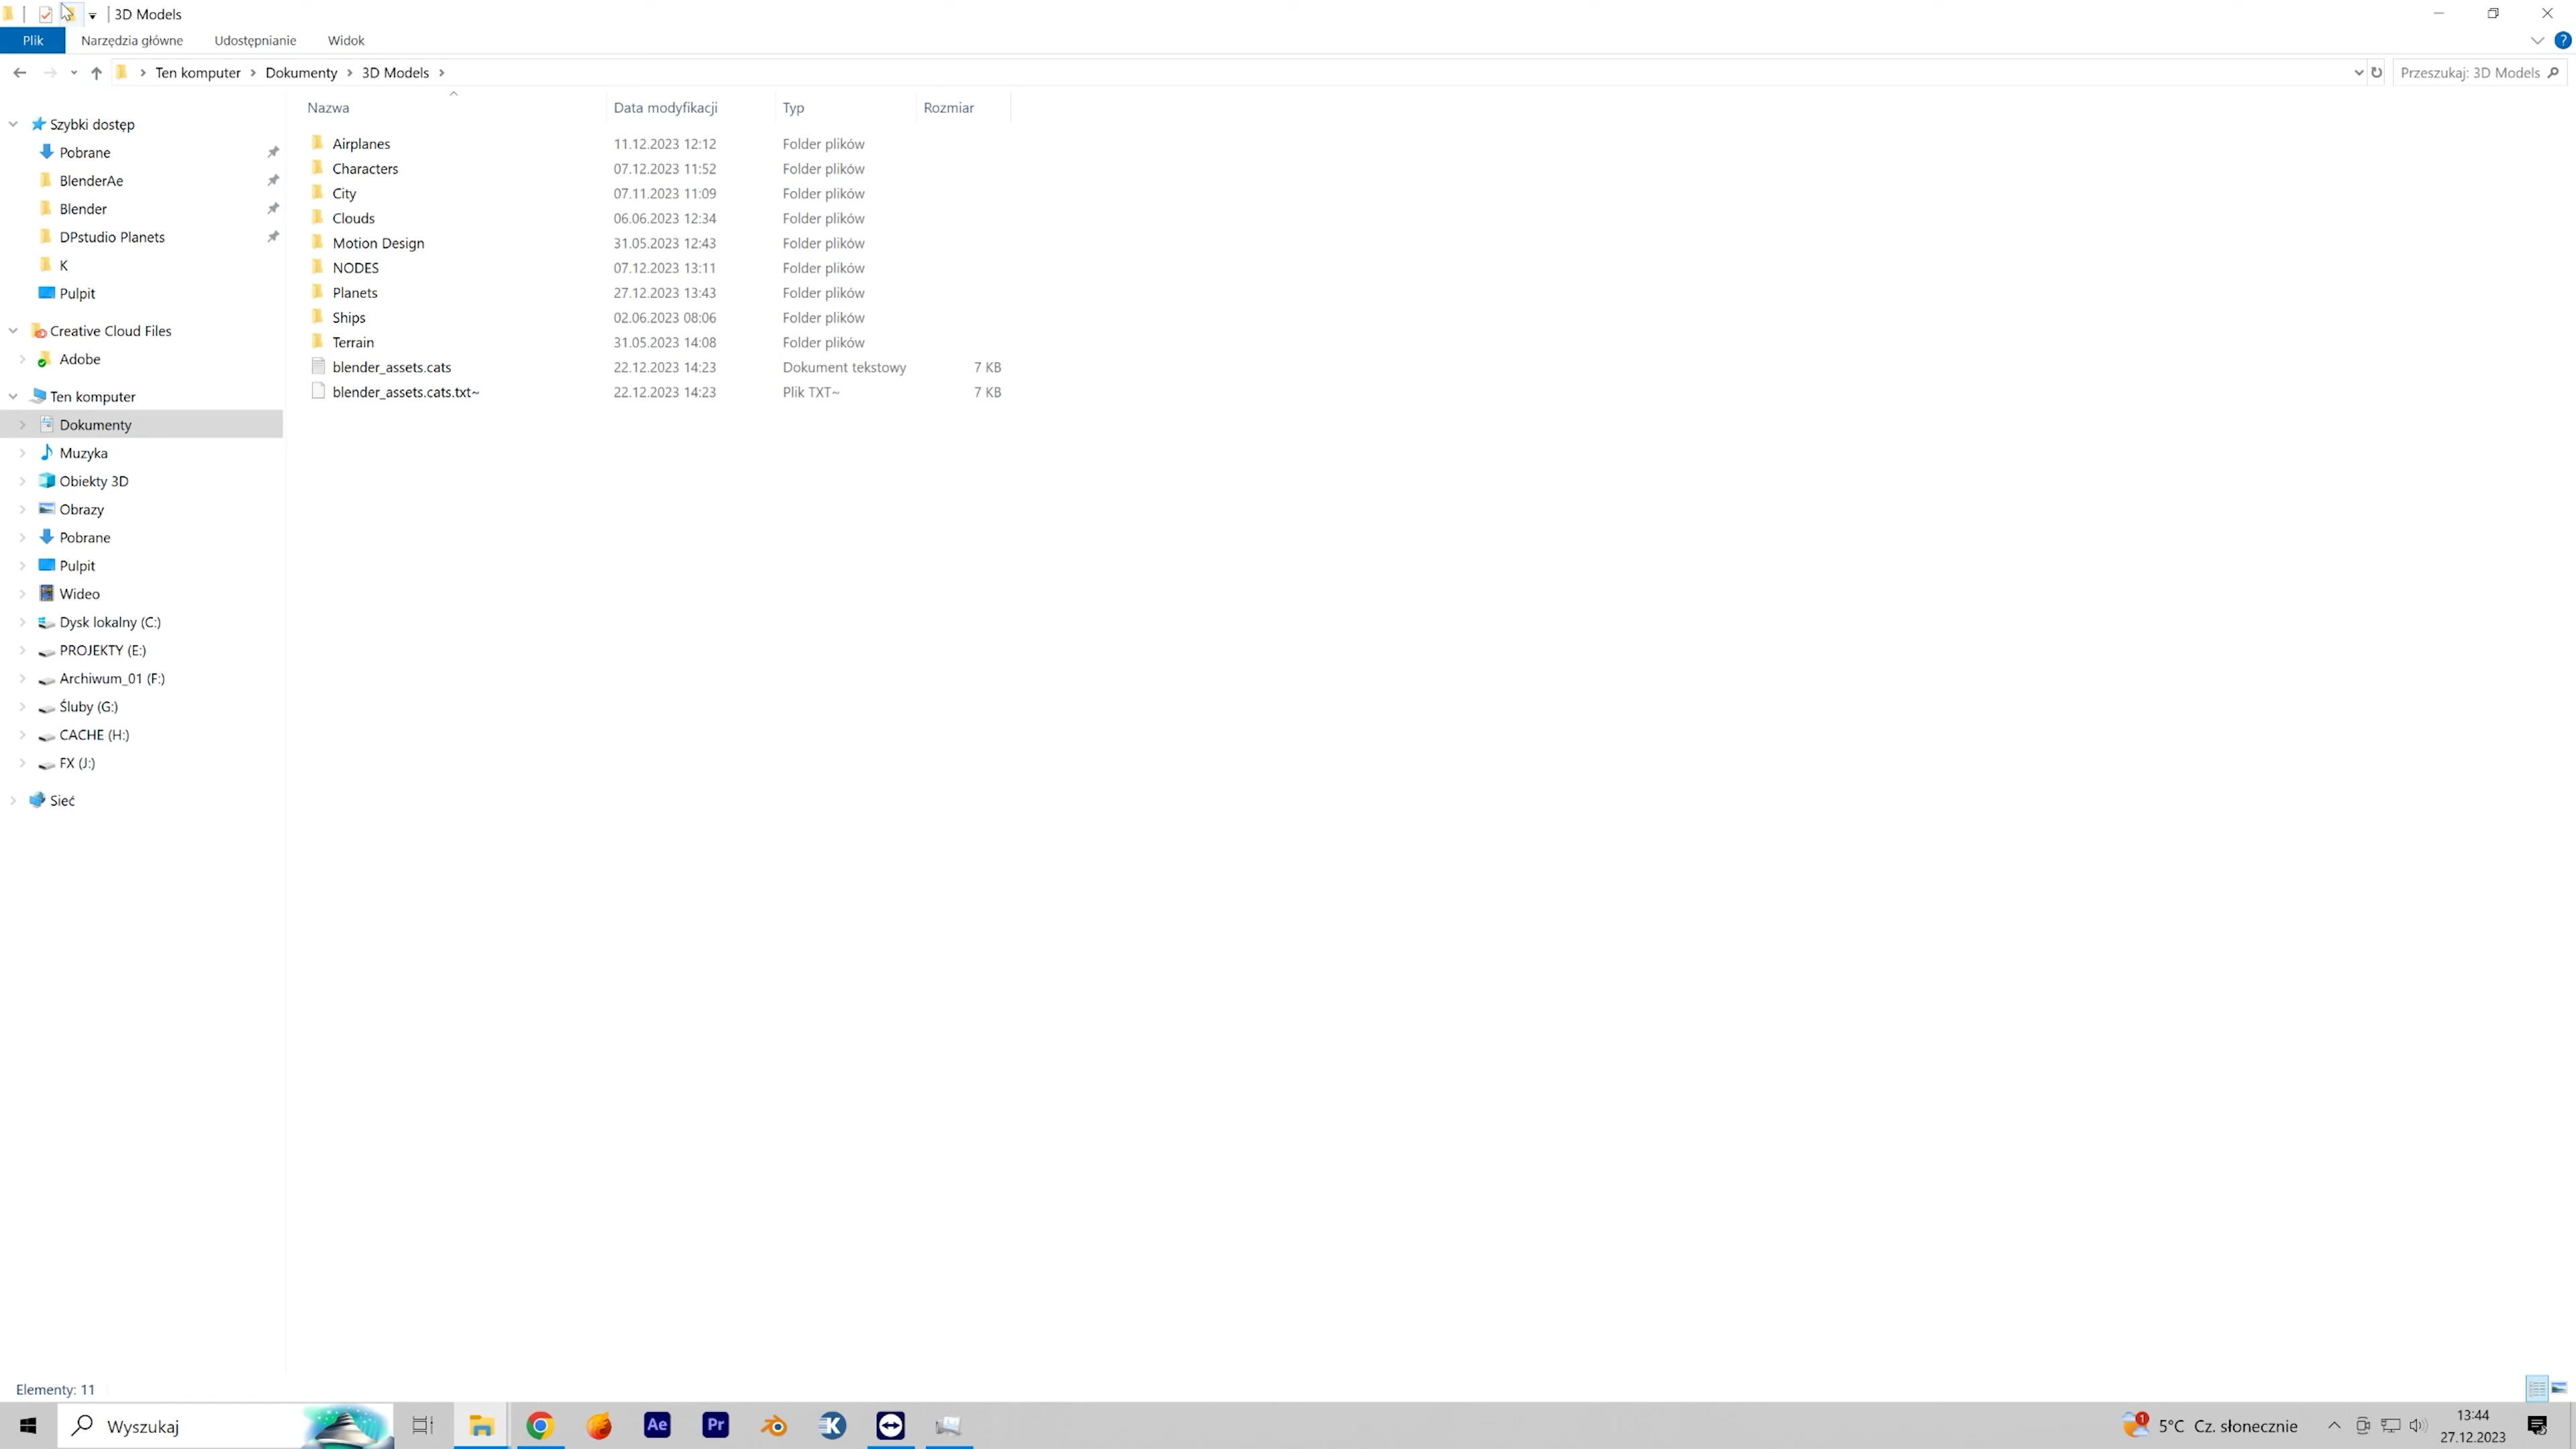 3D Models
Plik Narzędzia główne Udostępnianie Widok
Ten komputer Dokumenty 3D Models Przeszukaj: 3D Models
Nazwa Data modyfikacji Typ Rozmiar
Szybki dostęp
Pobrane
BlenderAe
Blender
DPstudio Planets
K
Pulpit
Creative Cloud Files
Adobe
Ten komputer
Dokumenty
Muzyka
Obiekty 3D
Obrazy
Pobrane
Pulpit
Wideo
Dysk lokalny (C:)
PROJEKTY (E:)
Archiwum_01 (F:)
Śluby (G:)
CACHE (H:)
FX (J:)
Sieć
Airplanes 11.12.2023 12:12 Folder plików
Characters 07.12.2023 11:52 Folder plików
City 07.11.2023 11:09 Folder plików
Clouds 06.06.2023 12:34 Folder plików
Motion Design 31.05.2023 12:43 Folder plików
NODES 07.12.2023 13:11 Folder plików
Planets 27.12.2023 13:43 Folder plików
Ships 02.06.2023 08:06 Folder plików
Terrain 31.05.2023 14:08 Folder plików
blender_assets.cats 22.12.2023 14:23 Dokument tekstowy 7 KB
blender_assets.cats.txt~ 22.12.2023 14:23 Plik TXT~ 7 KB
Elementy: 11
Wyszukaj Ae Pr K 1 5°C Cz. słonecznie 13:44
27.12.2023